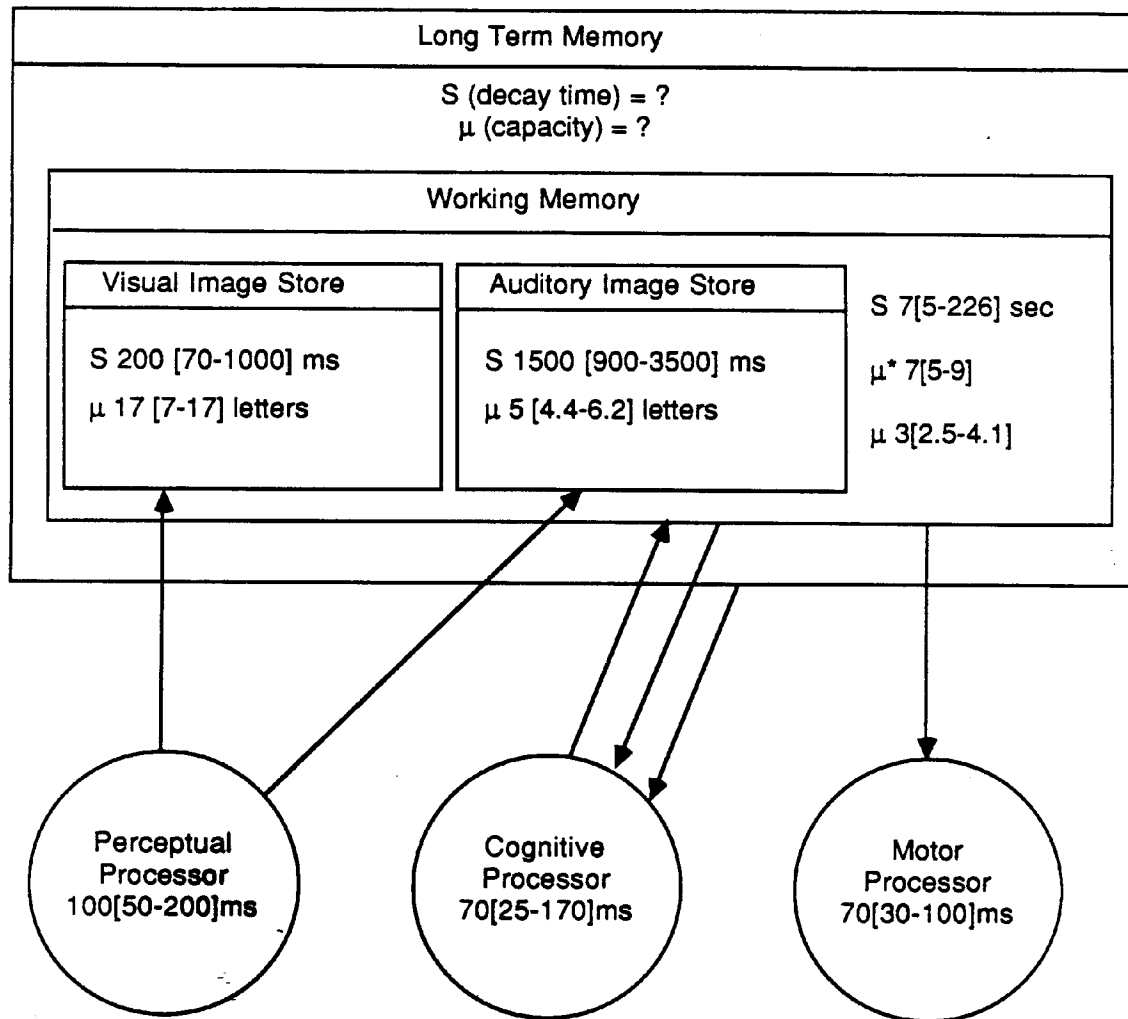 Long Term Memory
S (decay time) = ?
μ (capacity) = ?
Working Memory
Visual Image Store
S 200 [70-1000] ms
μ 17 [7-17] letters
Auditory Image Store
S 1500 [900-3500] ms
μ 5 [4.4-6.2] letters
S 7[5-226] sec
μ* 7[5-9]
μ 3[2.5-4.1]
Perceptual
Processor
100[50-200]ms
Cognitive
Processor
70[25-170]ms
Motor
Processor
70[30-100]ms